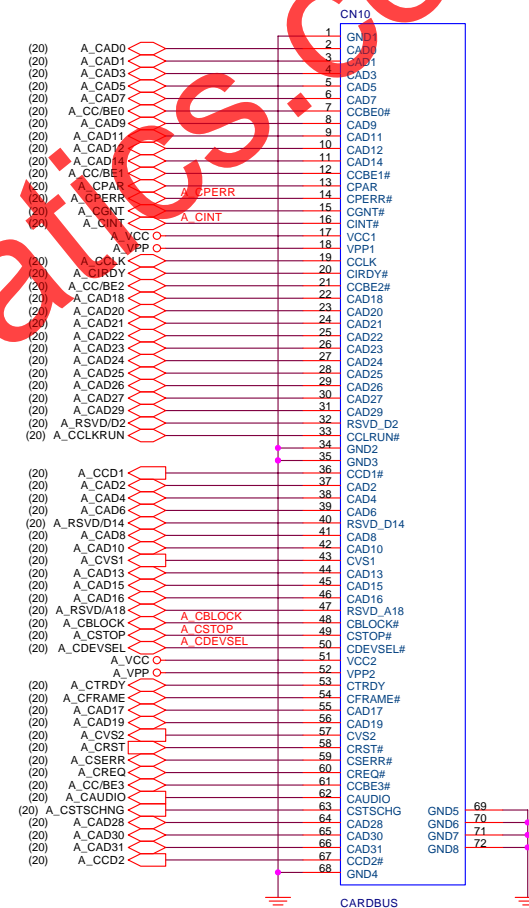 CN10
1 GND1
(20) A_CAD0 2 CAD0
(20) A_CAD1 3 CAD1
(20) A_CAD3 4 CAD3
(20) A_CAD5 5 CAD5
(20) A_CAD7 6 CAD7
(20) A_CC/BE0 7 CCBE0#
(20) A_CAD9 8 CAD9
(20) A_CAD11 9 CAD11
(20) A_CAD12 10 CAD12
(20) A_CAD14 11 CAD14
(20) A_CC/BE1 12 CCBE1#
(20) A_CPAR 13 CPAR
(20) A_CPERR A_CPERR 14 CPERR#
(20) A_CGNT 15 CGNT#
(20) A_CINT A_CINT 16 CINT#
A_VCC 17 VCC1
A_VPP 18 VPP1
(20) A_CCLK 19 CCLK
(20) A_CIRDY 20 CIRDY#
(20) A_CC/BE2 21 CCBE2#
(20) A_CAD18 22 CAD18
(20) A_CAD20 23 CAD20
(20) A_CAD21 24 CAD21
(20) A_CAD22 25 CAD22
(20) A_CAD23 26 CAD23
(20) A_CAD24 27 CAD24
(20) A_CAD25 28 CAD25
(20) A_CAD26 29 CAD26
(20) A_CAD27 30 CAD27
(20) A_CAD29 31 CAD29
(20) A_RSVD/D2 32 RSVD_D2
(20) A_CCLKRUN 33 CCLRUN#
34 GND2
35 GND3
(20) A_CCD1 36 CCD1#
(20) A_CAD2 37 CAD2
(20) A_CAD4 38 CAD4
(20) A_CAD6 39 CAD6
(20) A_RSVD/D14 40 RSVD_D14
(20) A_CAD8 41 CAD8
(20) A_CAD10 42 CAD10
(20) A_CVS1 43 CVS1
(20) A_CAD13 44 CAD13
(20) A_CAD15 45 CAD15
(20) A_CAD16 46 CAD16
(20) A_RSVD/A18 47 RSVD_A18
(20) A_CBLOCK A_CBLOCK 48 CBLOCK#
(20) A_CSTOP A_CSTOP 49 CSTOP#
(20) A_CDEVSEL A_CDEVSEL 50 CDEVSEL#
A_VCC 51 VCC2
A_VPP 52 VPP2
(20) A_CTRDY 53 CTRDY
(20) A_CFRAME 54 CFRAME#
(20) A_CAD17 55 CAD17
(20) A_CAD19 56 CAD19
(20) A_CVS2 57 CVS2
(20) A_CRST 58 CRST#
(20) A_CSERR 59 CSERR#
(20) A_CREQ 60 CREQ#
(20) A_CC/BE3 61 CCBE3#
(20) A_CAUDIO 62 CAUDIO
(20) A_CSTSCHNG 63 CSTSCHG GND5 69
(20) A_CAD28 64 CAD28 GND6 70
(20) A_CAD30 65 CAD30 GND7 71
(20) A_CAD31 66 CAD31 GND8 72
(20) A_CCD2 67 CCD2#
68 GND4
CARDBUS
atics.co